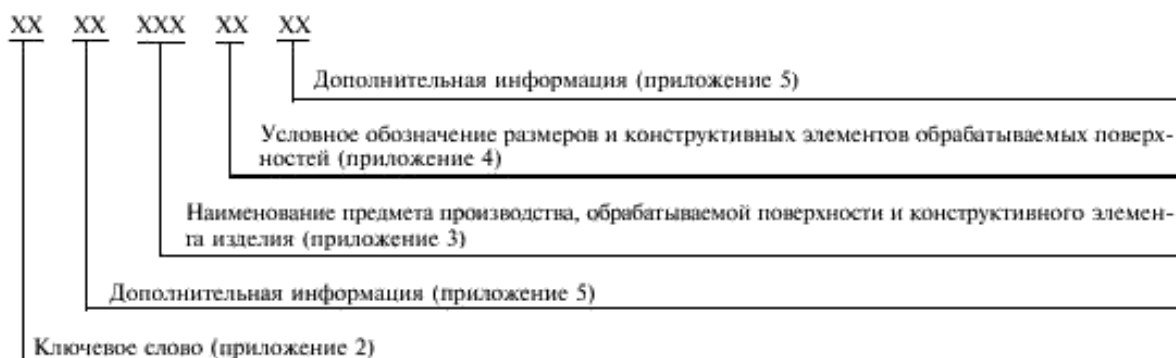 XX XX XXX XX XX
Дополнительная информация (приложение 5)
Условное обозначение размеров и конструктивных элементов обрабатываемых поверх-
ностей (приложение 4)
Наименование предмета производства, обрабатываемой поверхности и конструктивного элемен-
та изделия (приложение 3)
Дополнительная информация (приложение 5)
Ключевое слово (приложение 2)